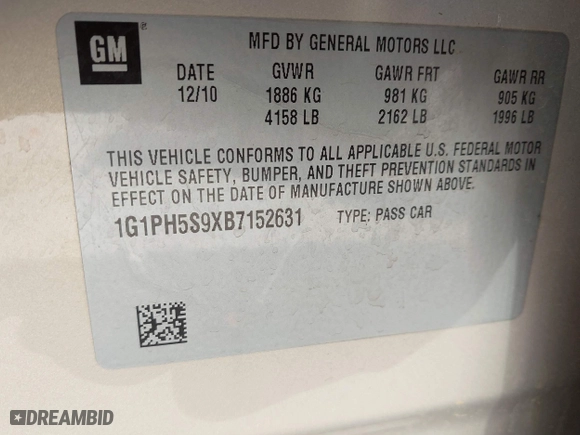 GM
MFD BY GENERAL MOTORS LLC
DATE GVWR GAWR FRT GAWR RR
12/10 1886 KG 981 KG 905 KG
4158 LB 2162 LB 1996 LB
THIS VEHICLE CONFORMS TO ALL APPLICABLE U.S. FEDERAL MOTOR
VEHICLE SAFETY, BUMPER, AND THEFT PREVENTION STANDARDS IN
EFFECT ON THE DATE OF MANUFACTURE SHOWN ABOVE.
1G1PH5S9XB7152631 TYPE: PASS CAR
DREAMBID